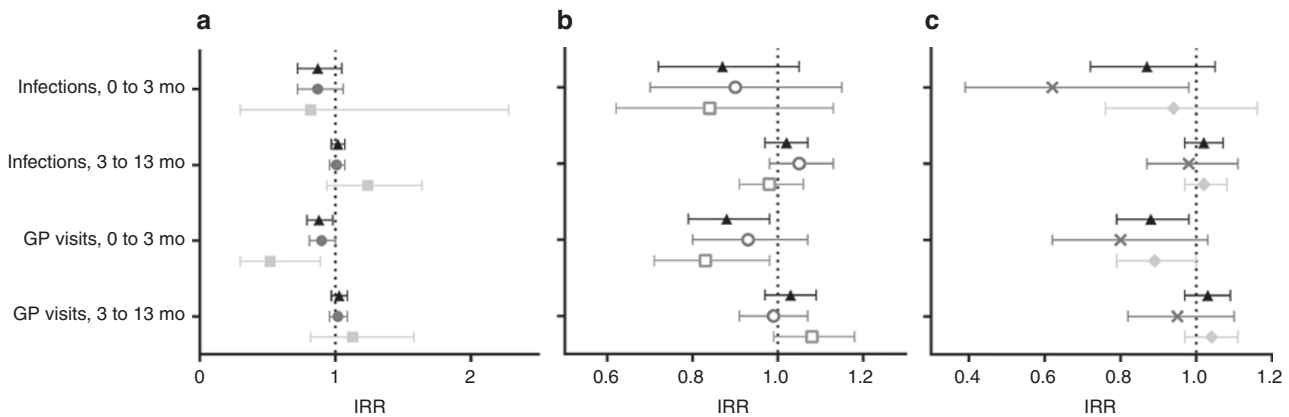 a b c
Infections, 0 to 3 mo
Infections, 3 to 13 mo
GP visits, 0 to 3 mo
GP visits, 3 to 13 mo
0 1 2 0.6 0.8 1.0 1.2 0.4 0.6 0.8 1.0 1.2
IRR IRR IRR